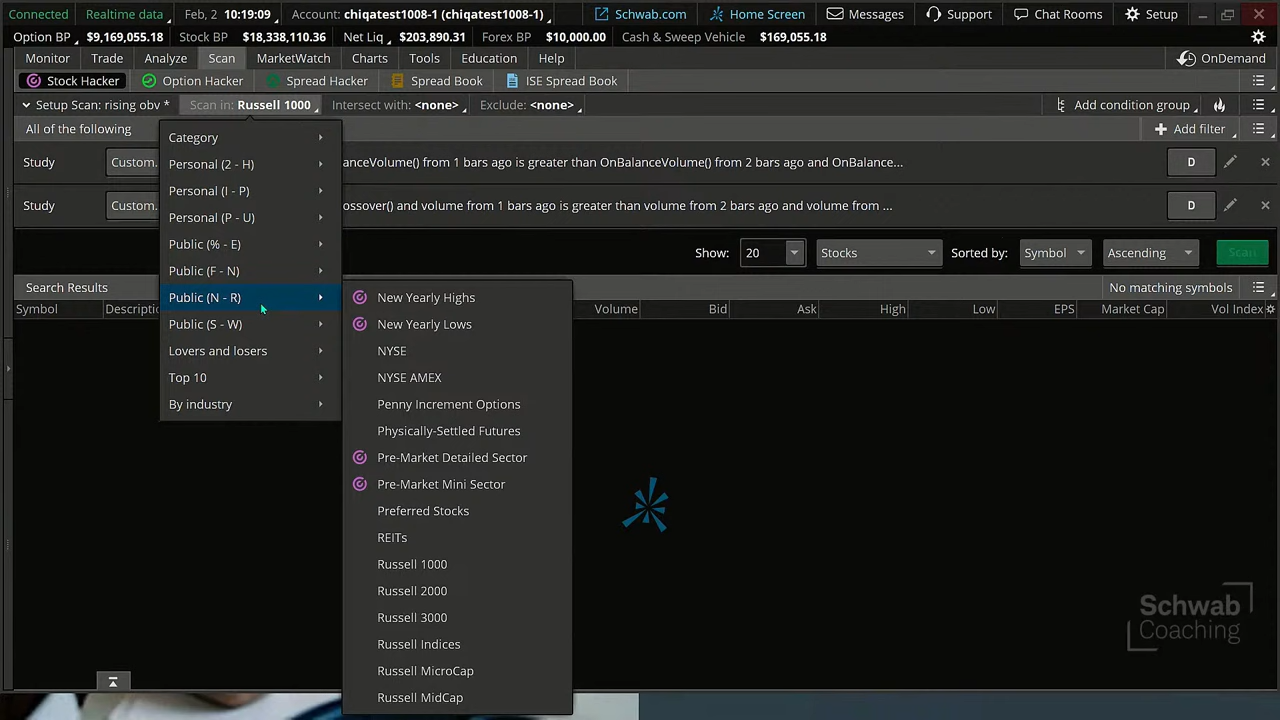 Connected Realtime data Feb, 2 10:19:09 Account: chiqatest1008-1 (chiqatest1008-1) Schwab.com Home Screen Messages Support Chat Rooms Setup
Option BP $9,169,055.18 Stock BP $18,338,110.36 Net Liq $203,890.31 Forex BP $10,000.00 Cash & Sweep Vehicle $169,055.18
Monitor Trade Analyze Scan MarketWatch Charts Tools Education Help OnDemand
Stock Hacker Option Hacker Spread Hacker Spread Book ISE Spread Book
Setup Scan: rising obv * Scan in: Russell 1000 Intersect with: <none> Exclude: <none> Add condition group
All of the following Add filter
Study Custom. anceVolume() from 1 bars ago is greater than OnBalanceVolume() from 2 bars ago and OnBalance... D
Study Custom. ossover() and volume from 1 bars ago is greater than volume from 2 bars ago and volume from ... D
Show: 20 Stocks Sorted by: Symbol Ascending Scan
Search Results No matching symbols
Symbol Descriptio Volume Bid Ask High Low EPS Market Cap Vol Index
Category
Personal (2 - H)
Personal (I - P)
Personal (P - U)
Public (% - E)
Public (F - N)
Public (N - R)
Public (S - W)
Lovers and losers
Top 10
By industry
New Yearly Highs
New Yearly Lows
NYSE
NYSE AMEX
Penny Increment Options
Physically-Settled Futures
Pre-Market Detailed Sector
Pre-Market Mini Sector
Preferred Stocks
REITs
Russell 1000
Russell 2000
Russell 3000
Russell Indices
Russell MicroCap
Russell MidCap
Schwab
Coaching